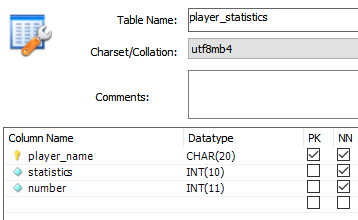 Table Name: player_statistics
Charset/Collation: utf8mb4
Comments:
Column Name Datatype PK NN
player_name CHAR(20)
statistics INT(10)
number INT(11)